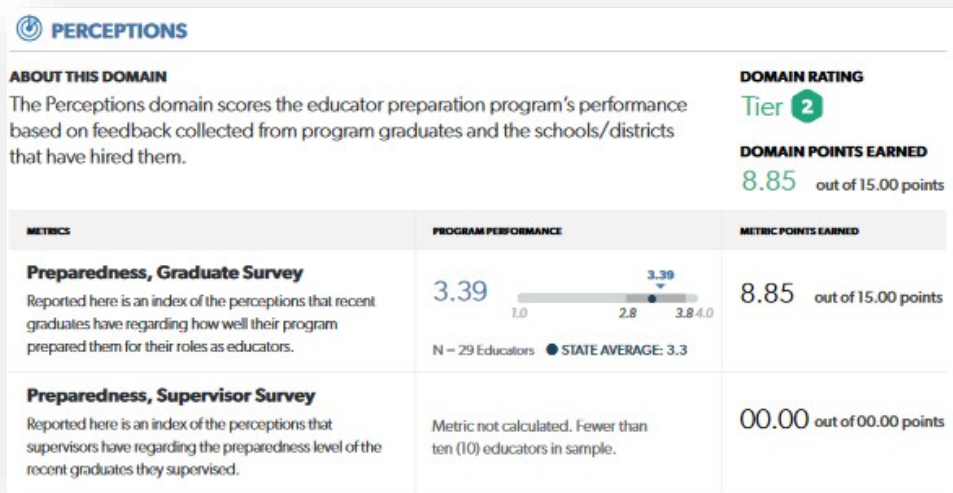 PERCEPTIONS
ABOUT THIS DOMAIN
The Perceptions domain scores the educator preparation program's performance
based on feedback collected from program graduates and the schools/districts
that have hired them.
DOMAIN RATING
Tier 2
DOMAIN POINTS EARNED
8.85 out of 15.00 points
METRICS
PROGRAM PERFORMANCE
METRIC POINTS EARNED
Preparedness, Graduate Survey
Reported here is an index of the perceptions that recent
graduates have regarding how well their program
prepared them for their roles as educators.
3.39
3.39
1.0 2.8 3.8 4.0
N = 29 Educators STATE AVERAGE: 3.3
8.85 out of 15.00 points
Preparedness, Supervisor Survey
Reported here is an index of the perceptions that
supervisors have regarding the preparedness level of the
recent graduates they supervised.
Metric not calculated. Fewer than
ten (10) educators in sample.
00.00 out of 00.00 points